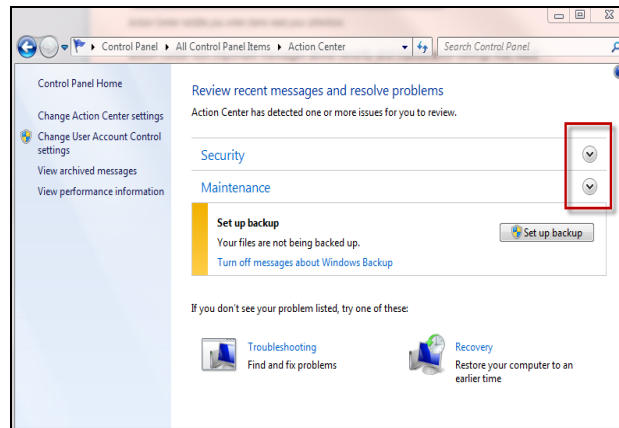 Control Panel ▸ All Control Panel Items ▸ Action Center
Search Control Panel
Control Panel Home
Change Action Center settings
Change User Account Control
settings
View archived messages
View performance information
Review recent messages and resolve problems
Action Center has detected one or more issues for you to review.
Security
Maintenance
Set up backup
Your files are not being backed up.
Turn off messages about Windows Backup
Set up backup
If you don't see your problem listed, try one of these:
Troubleshooting
Find and fix problems
Recovery
Restore your computer to an
earlier time